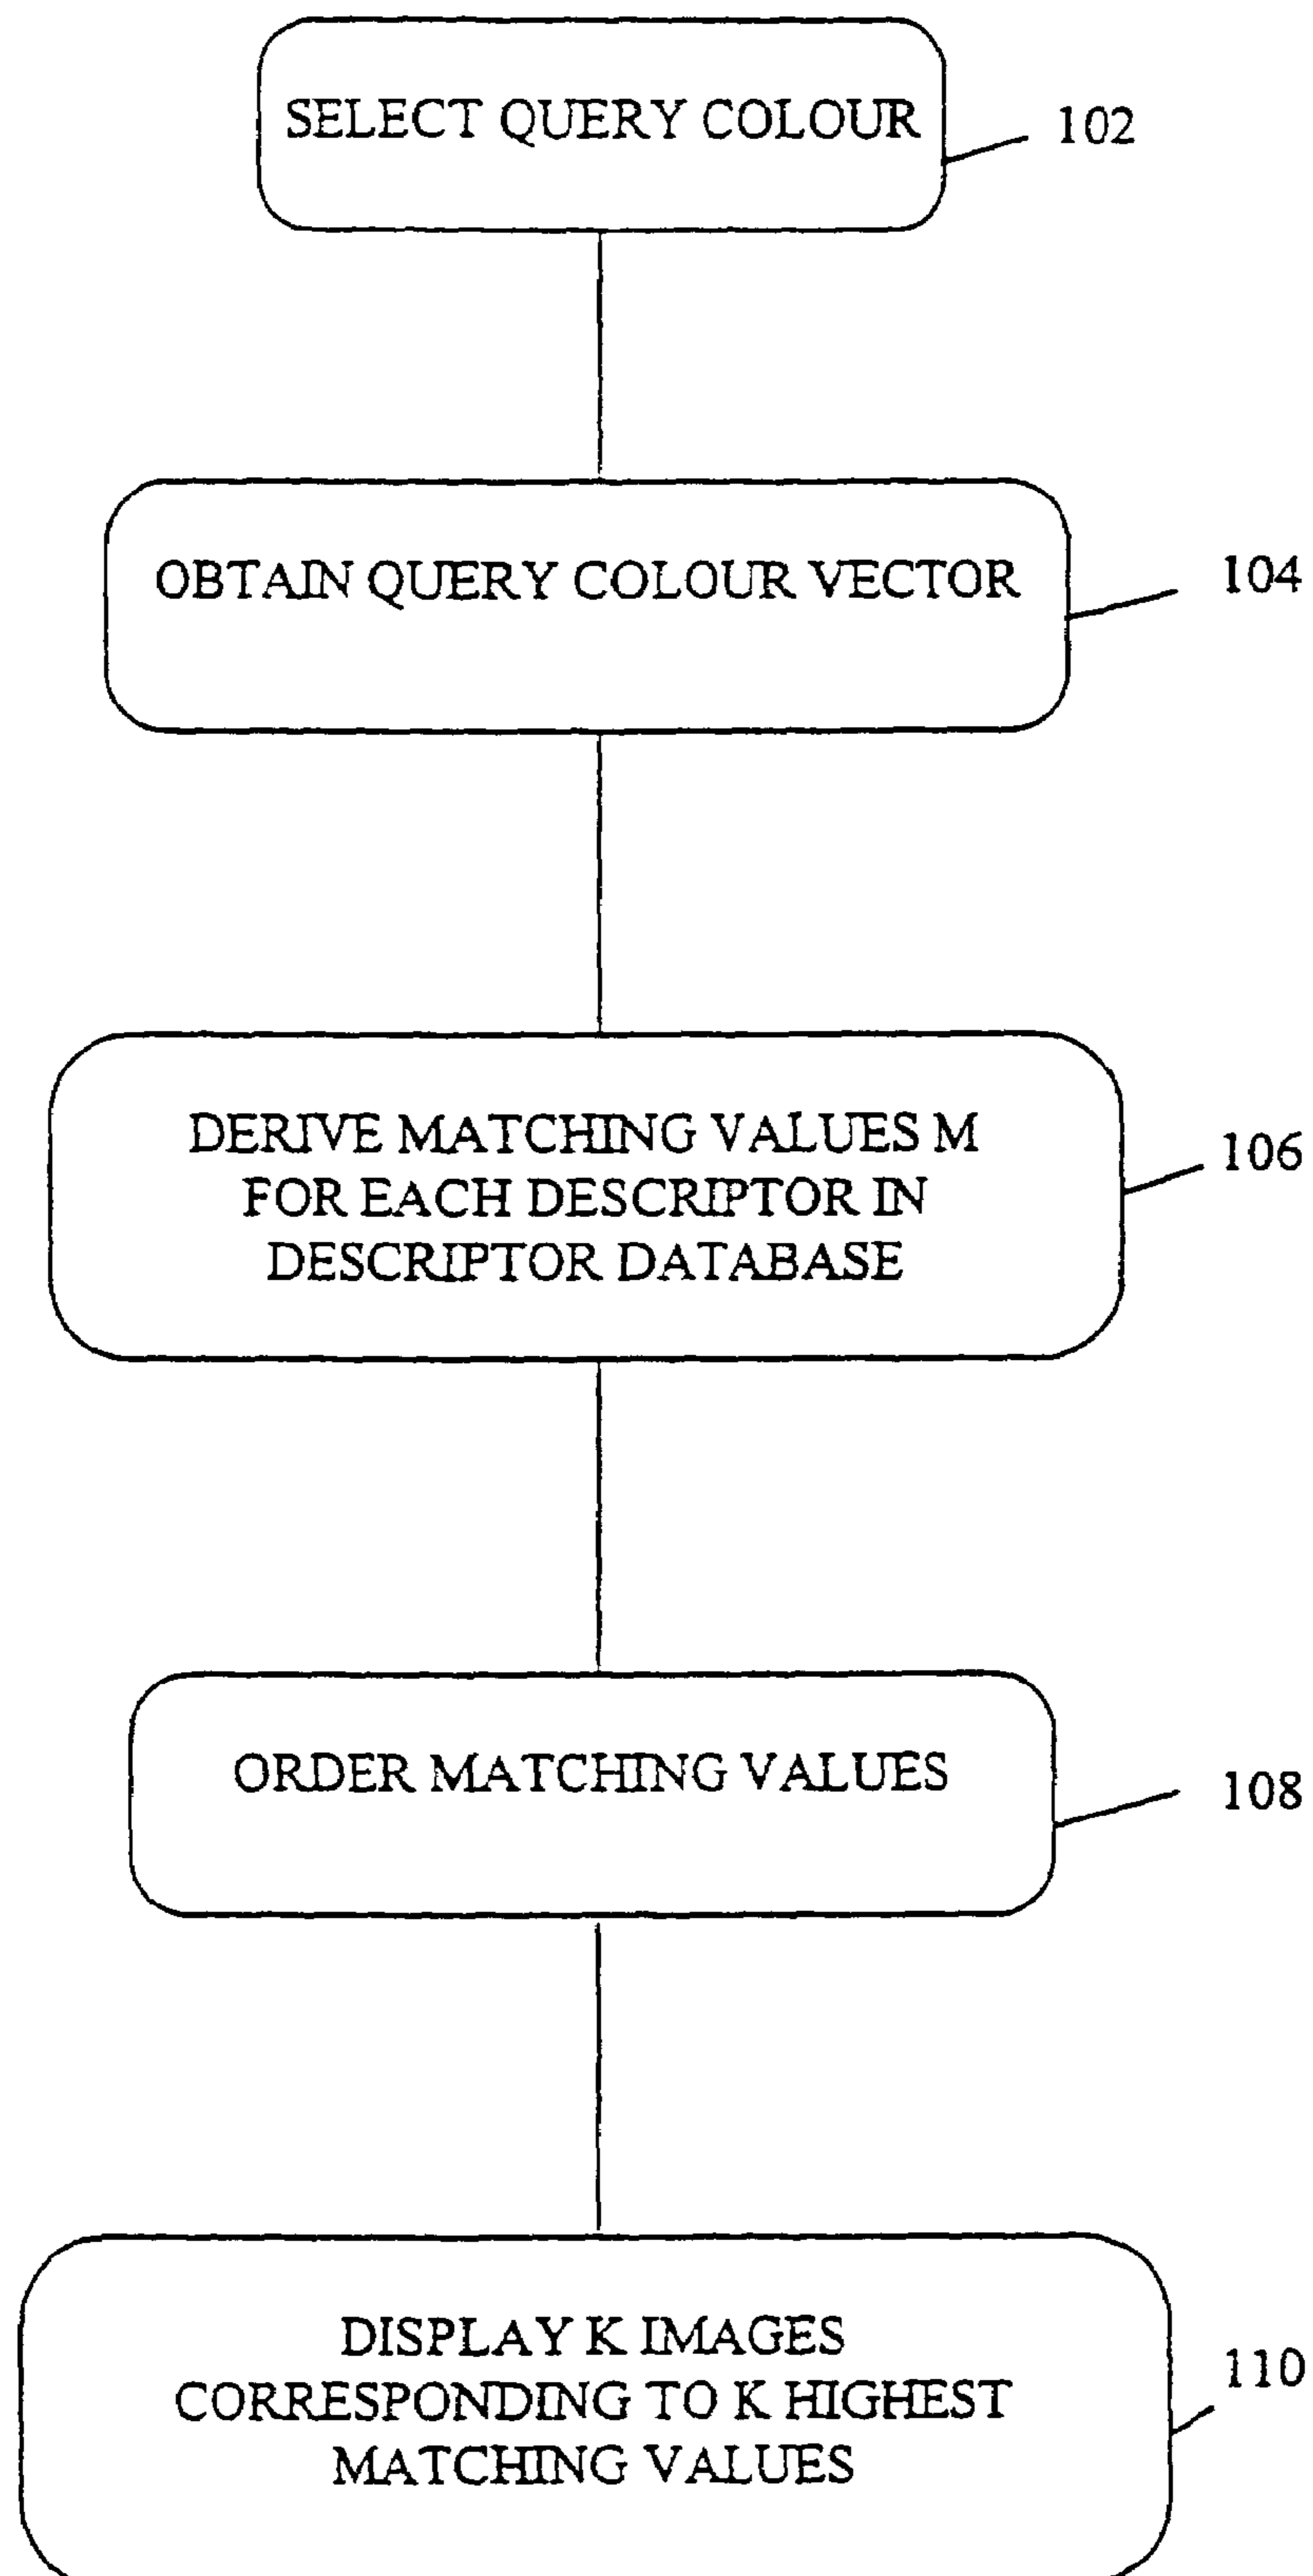 SELECT QUERY COLOUR
102
OBTAIN QUERY COLOUR VECTOR
104
DERIVE MATCHING VALUES M
FOR EACH DESCRIPTOR IN
DESCRIPTOR DATABASE
106
ORDER MATCHING VALUES
108
DISPLAY K IMAGES
CORRESPONDING TO K HIGHEST
MATCHING VALUES
110